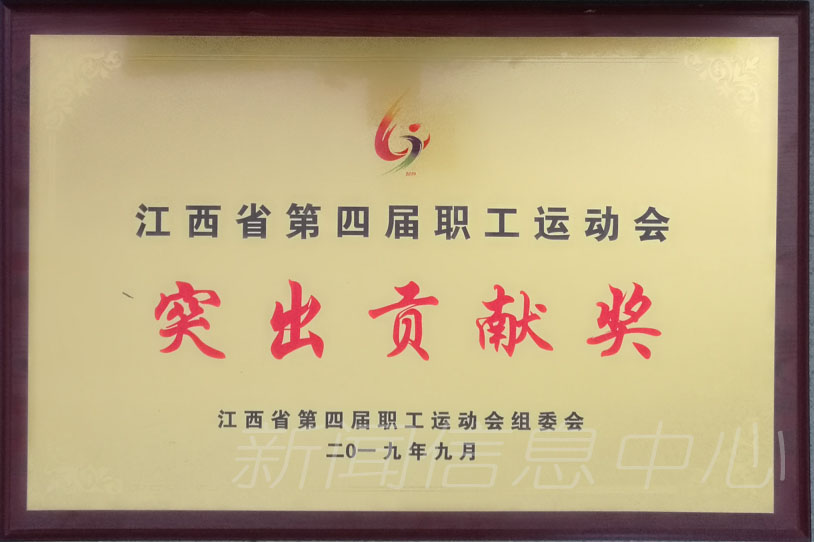 江西省第四届职工运动会
突出贡献奖
江西省第四届职工运动会组委会
二0一九年九月
新闻信息中心